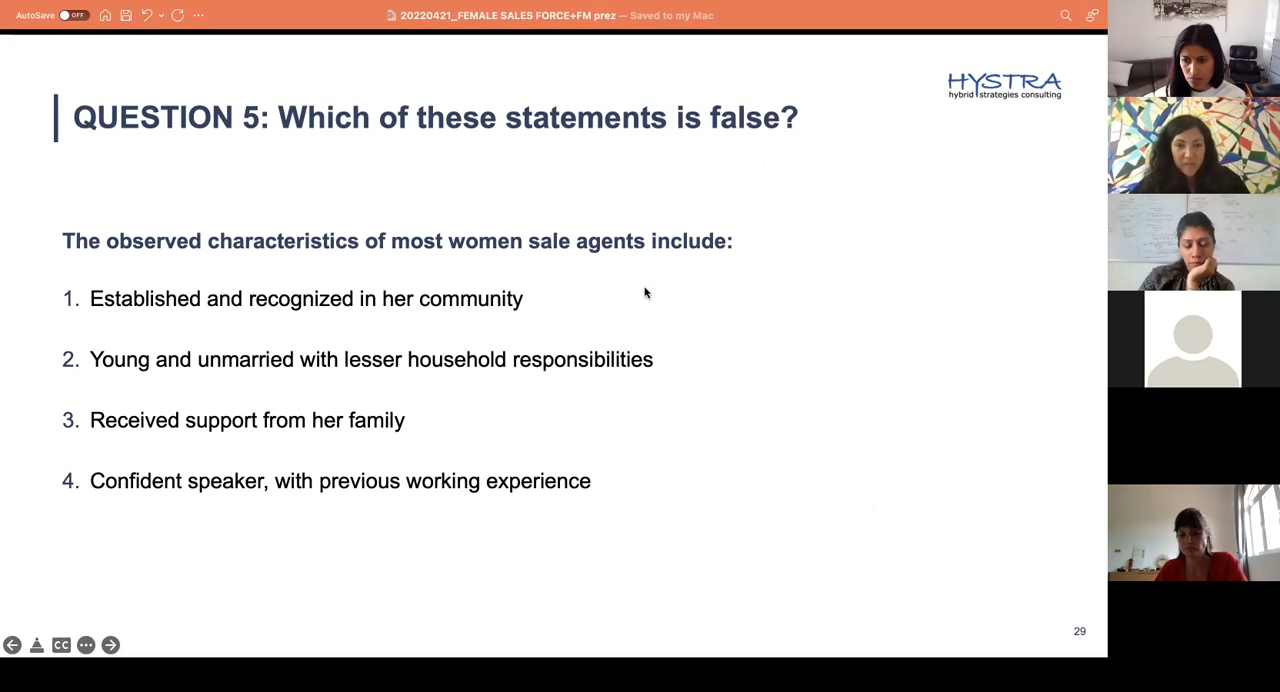 AutoSave OFF
20220421_FEMALE SALES FORCE+FM prez — Saved to my Mac
HYSTRA
hybrid strategies consulting
QUESTION 5: Which of these statements is false?
The observed characteristics of most women sale agents include:
1. Established and recognized in her community
2. Young and unmarried with lesser household responsibilities
3. Received support from her family
4. Confident speaker, with previous working experience
29
CC